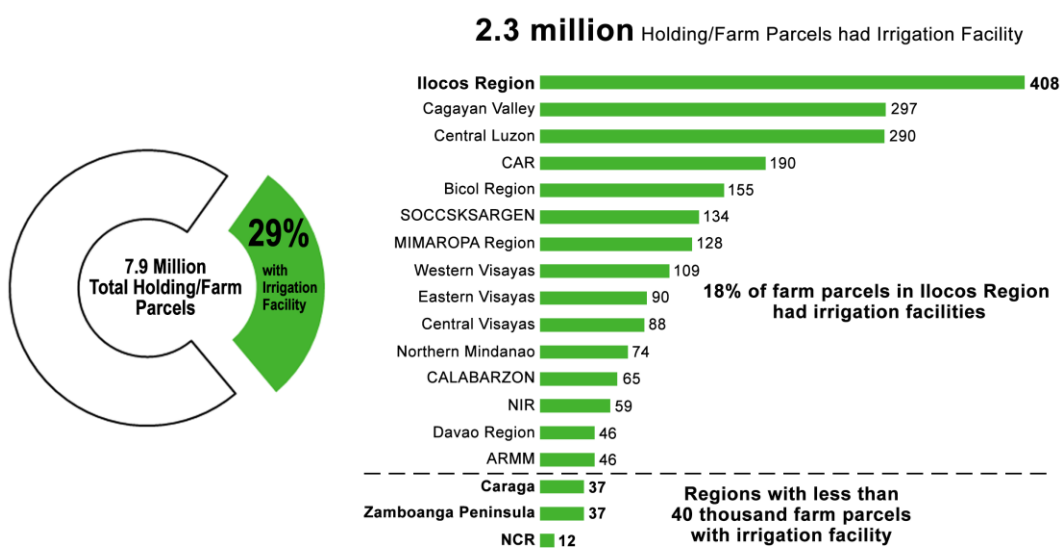 2.3 million Holding/Farm Parcels had Irrigation Facility
29%
with
Irrigation
Facility
7.9 Million
Total Holding/Farm
Parcels
Ilocos Region 408
Cagayan Valley 297
Central Luzon 290
CAR 190
Bicol Region 155
SOCCSKSARGEN 134
MIMAROPA Region 128
Western Visayas 109
Eastern Visayas 90
Central Visayas 88
Northern Mindanao 74
CALABARZON 65
NIR 59
Davao Region 46
ARMM 46
Caraga 37
Zamboanga Peninsula 37
NCR 12
18% of farm parcels in Ilocos Region
had irrigation facilities
Regions with less than
40 thousand farm parcels
with irrigation facility